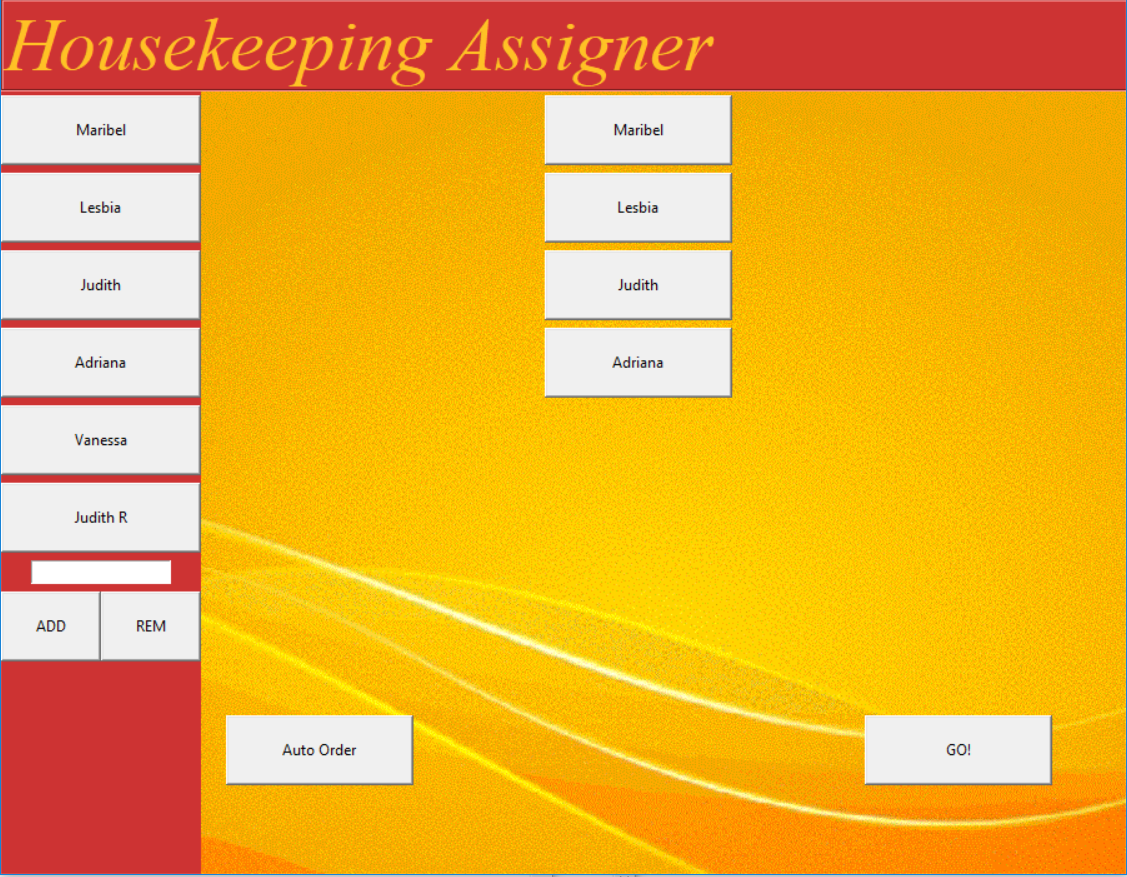 Housekeeping Assigner
Maribel
Lesbia
Judith
Adriana
Vanessa
Judith R
ADD
REM
Maribel
Lesbia
Judith
Adriana
Auto Order
GO!